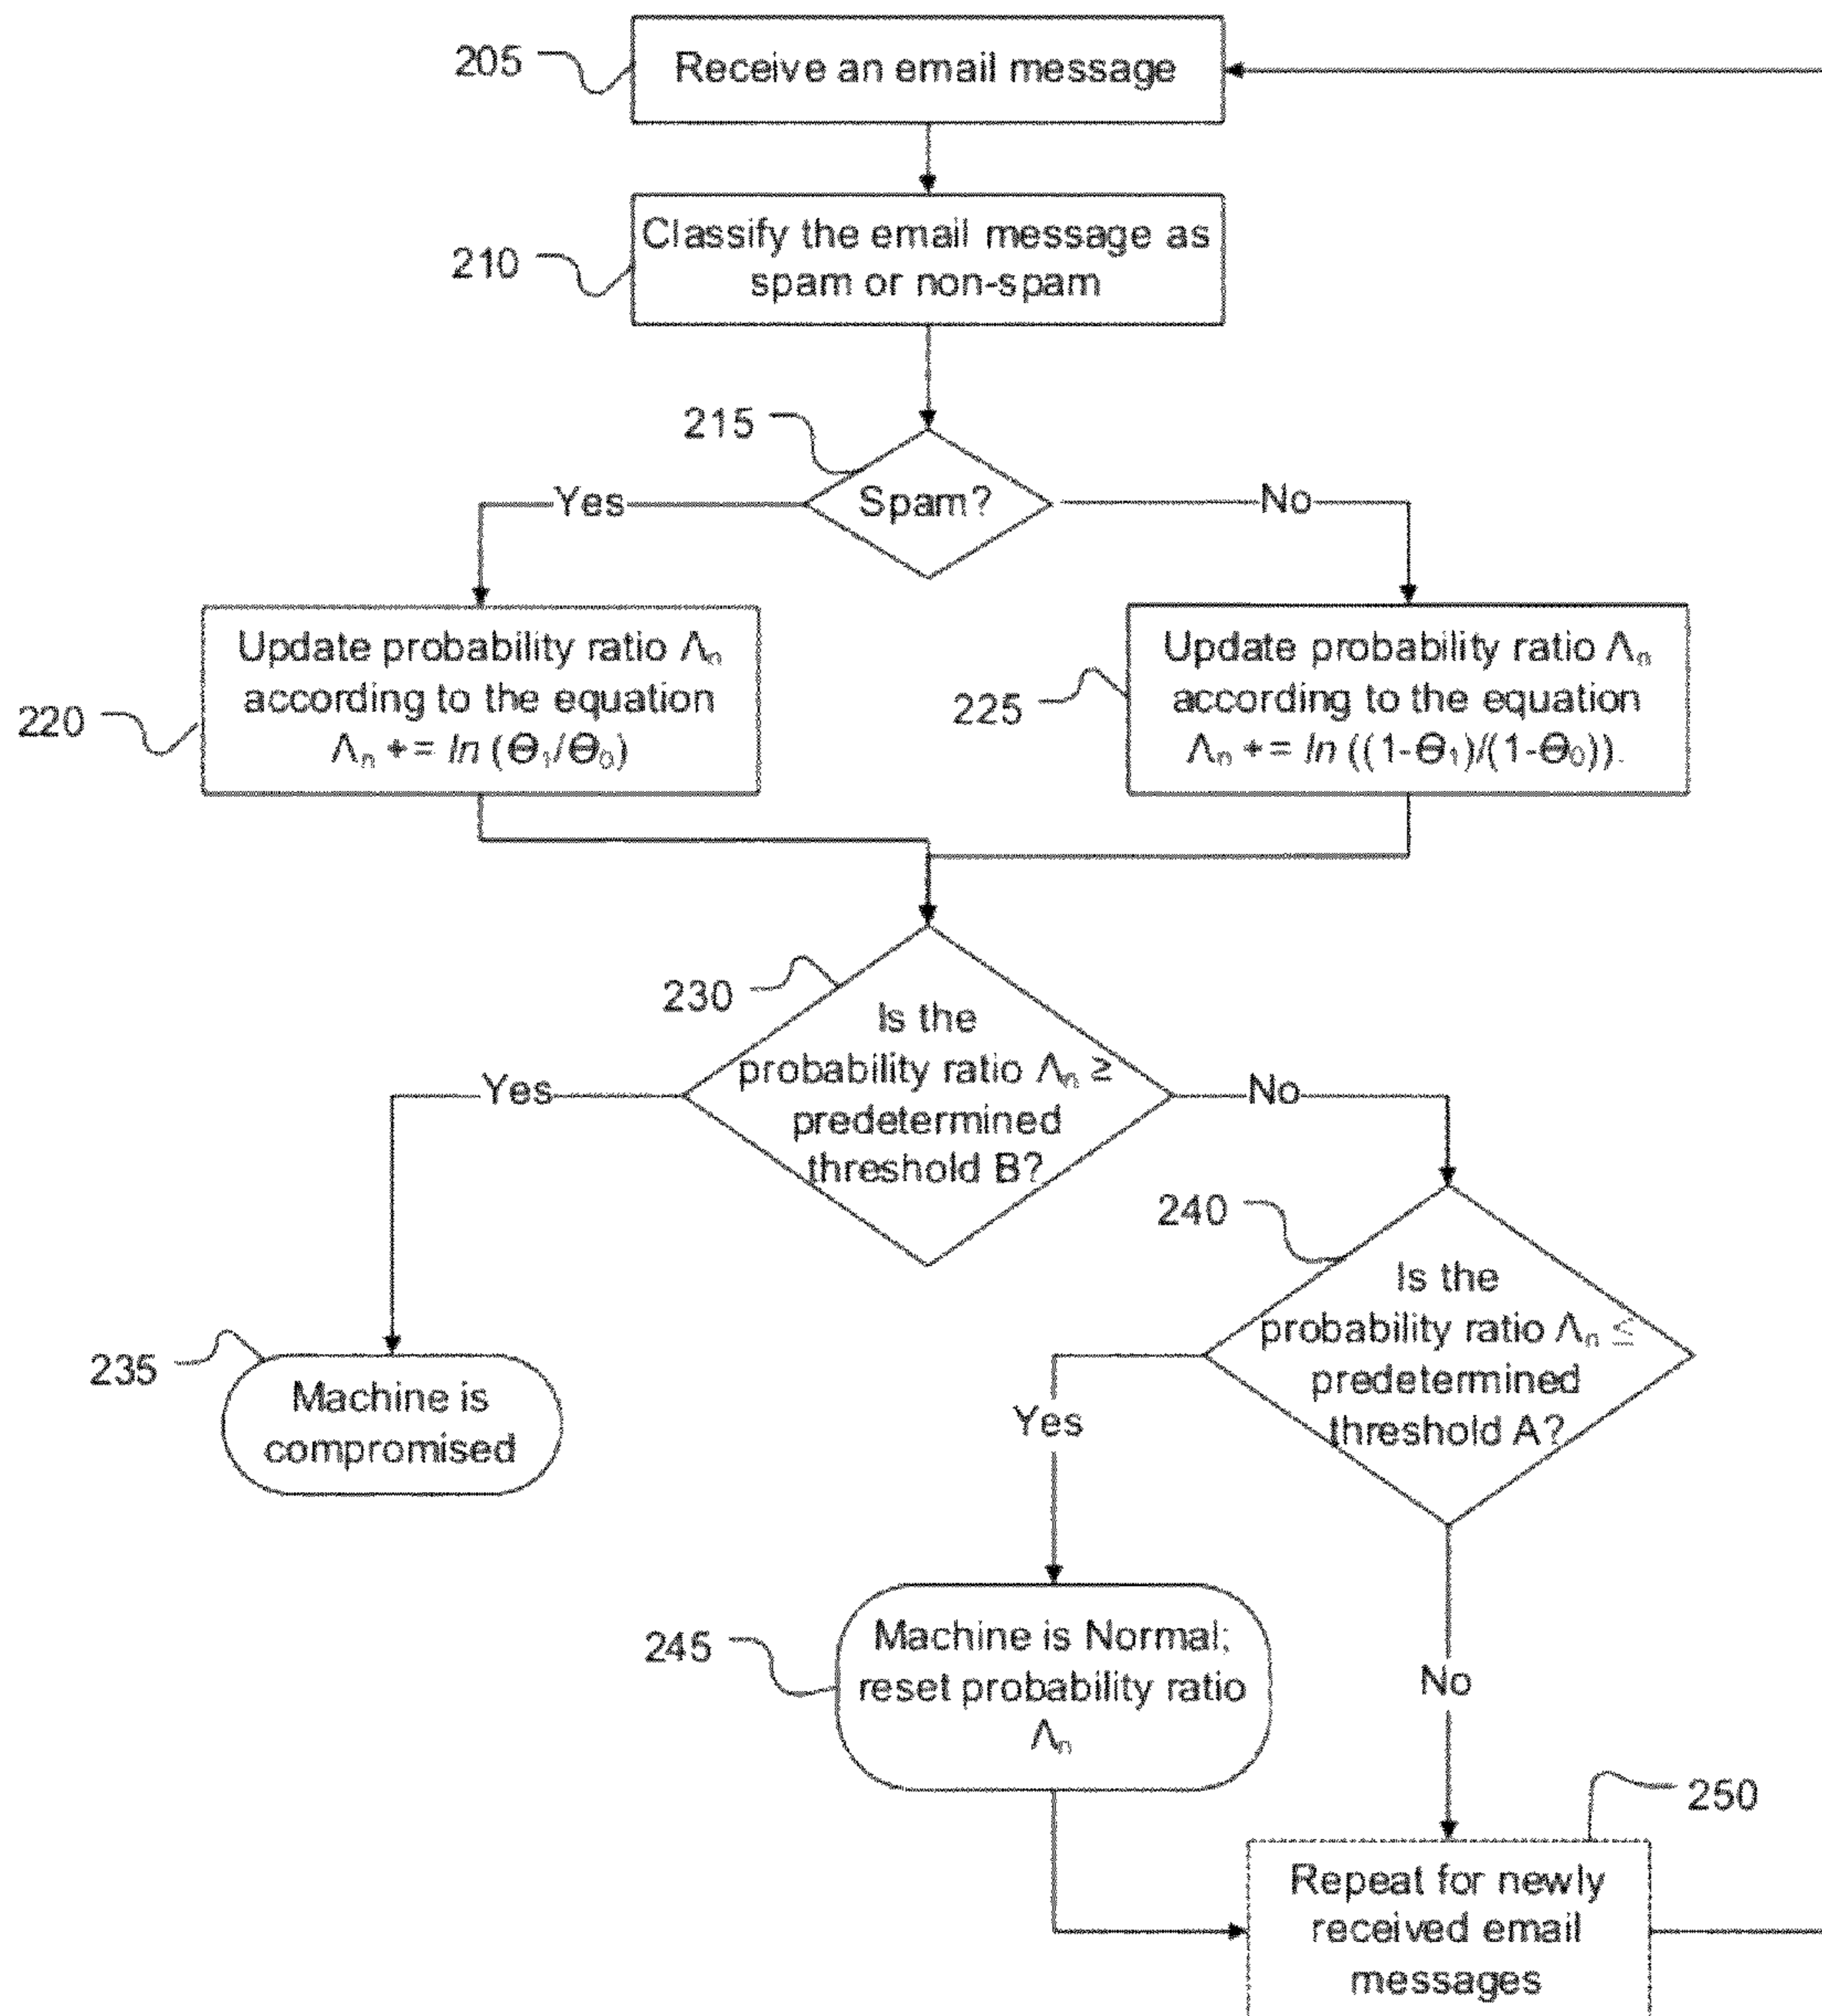 205
Receive an email message
210
Classify the email message as
spam or non-spam
215
Spam?
Yes
No
220
Update probability ratio Λn
according to the equation
Λn += ln (Θ1/Θ0)
225
Update probability ratio Λn
according to the equation
Λn += ln ((1-Θ1)/(1-Θ0)).
230
Is the
probability ratio Λn ≥
predetermined
threshold B?
Yes
No
235
Machine is
compromised
240
Is the
probability ratio Λn ≤
predetermined
threshold A?
Yes
No
245
Machine is Normal;
reset probability ratio
Λn
250
Repeat for newly
received email
messages